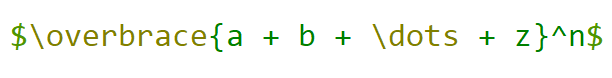 $\overbrace{a + b + \dots + z}^n$